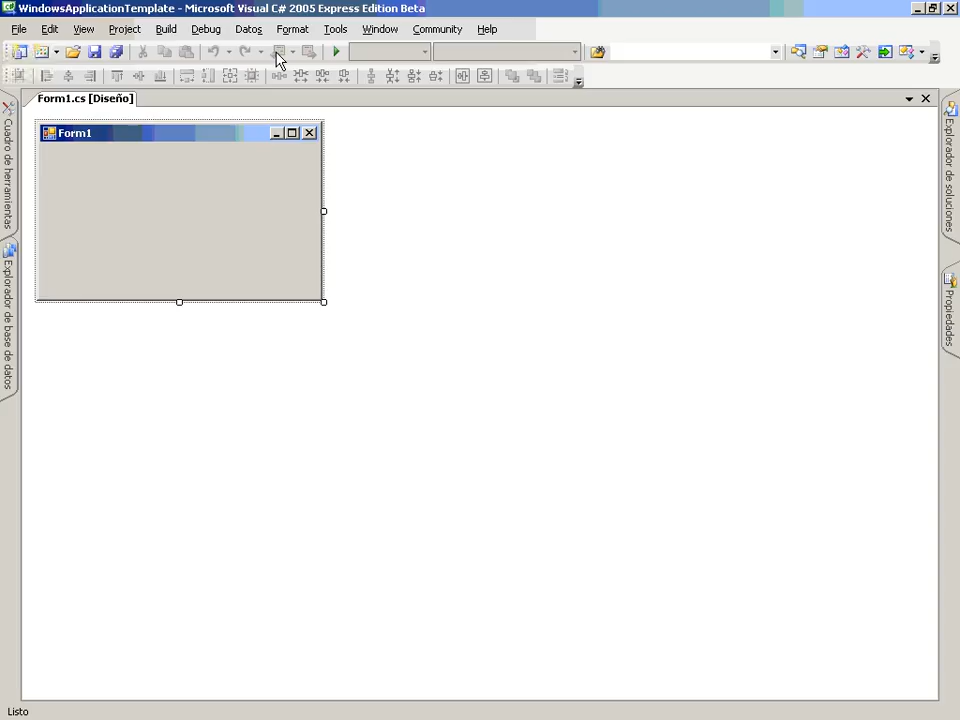 WindowsApplicationTemplate - Microsoft Visual C# 2005 Express Edition Beta
File Edit View Project Build Debug Datos Format Tools Window Community Help
Form1.cs [Diseño]
Form1
Cuadro de herramientas
Explorador de base de datos
Explorador de soluciones
Propiedades
Listo